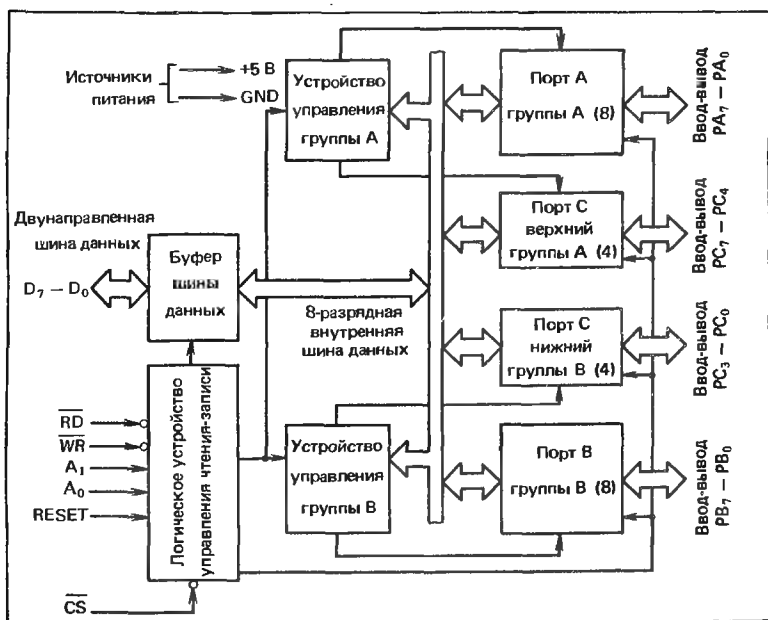 Источники
питания
+5 В
GND
Устройство
управления
группы А
Порт А
группы А (8)
Ввод-вывод
PA₇ – PA₀
Двунаправленная
шина данных
D₇ – D₀
Буфер
шины
данных
8-разрядная
внутренняя
шина данных
Порт С
верхний
группы А (4)
Ввод-вывод
PC₇ – PC₄
Порт С
нижний
группы В (4)
Ввод-вывод
PC₃ – PC₀
R̅D̅
W̅R̅
A₁
A₀
RESET
C̅S̅
Логическое устройство
управления чтения-записи
Устройство
управления
группы В
Порт В
группы В (8)
Ввод-вывод
PB₇ – PB₀